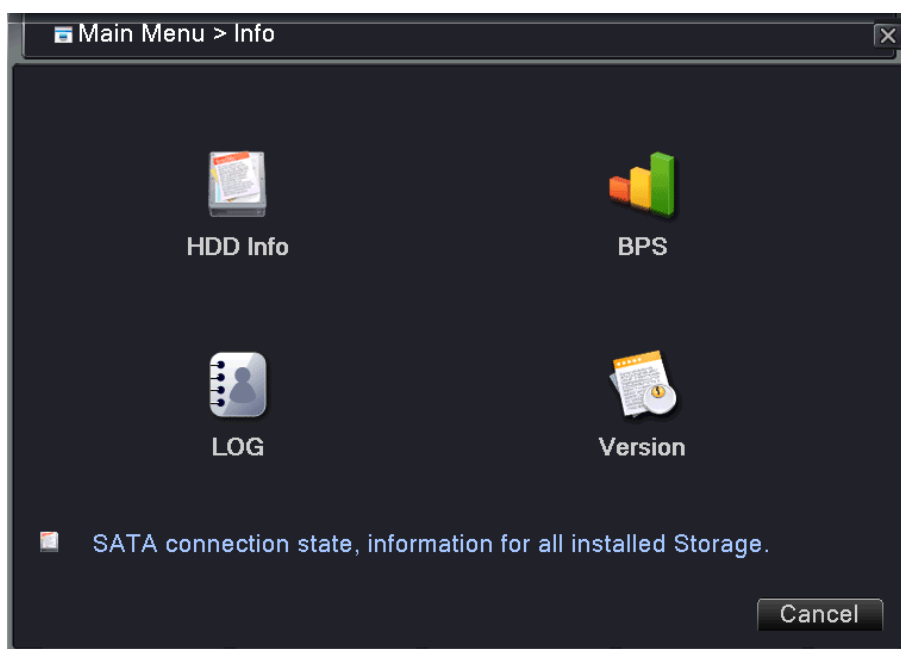 Main Menu > Info
HDD Info
BPS
LOG
Version
SATA connection state, information for all installed Storage.
Cancel